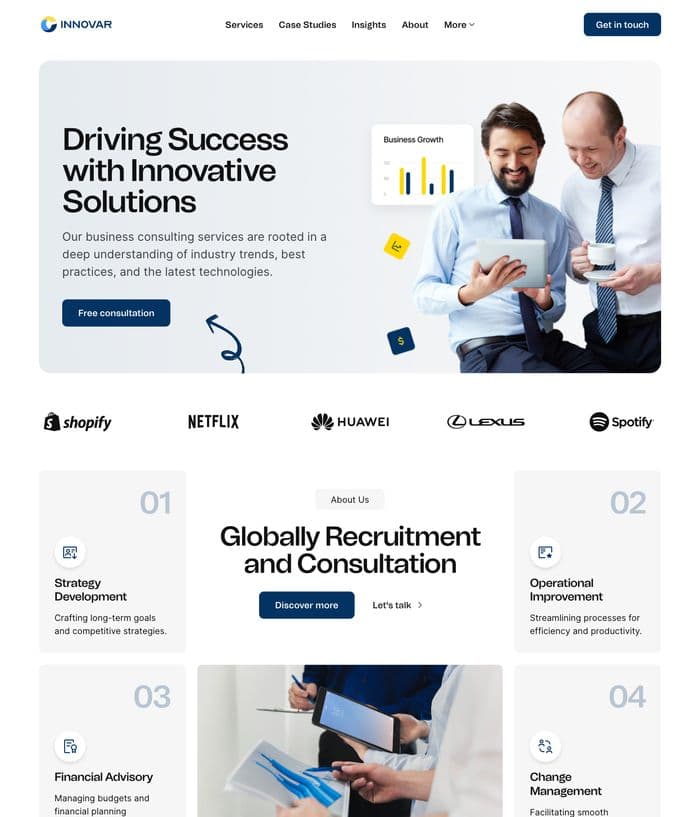 INNOVAR
Services
Case Studies
Insights
About
More
Get in touch
Driving Success
with Innovative
Solutions
Our business consulting services are rooted in a
deep understanding of industry trends, best
practices, and the latest technologies.
Free consultation
Business Growth
$
shopify
NETFLIX
HUAWEI
LEXUS
Spotify
01
Strategy
Development
Crafting long-term goals
and competitive strategies.
About Us
Globally Recruitment
and Consultation
Discover more
Let's talk
02
Operational
Improvement
Streamlining processes for
efficiency and productivity.
03
Financial Advisory
Managing budgets and
financial planning
04
Change
Management
Facilitating smooth